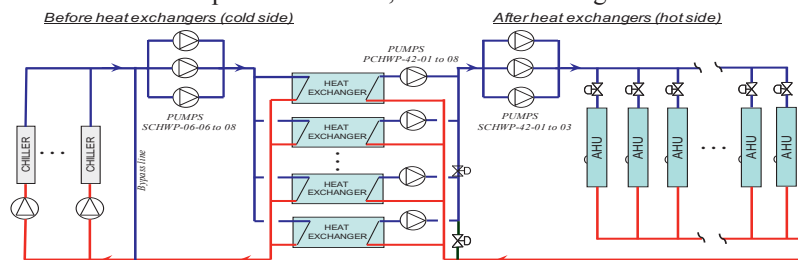 Before heat exchangers (cold side)
After heat exchangers (hot side)
PUMPS
PCHWP-42-01 to 08
HEAT
EXCHANGER
PUMPS
SCHWP-06-06 to 08
PUMPS
SCHWP-42-01 to 03
HEAT
EXCHANGER
CHILLER
...
CHILLER
Bypass line
...
HEAT
EXCHANGER
HEAT
EXCHANGER
AHU
AHU
AHU
...
AHU
AHU